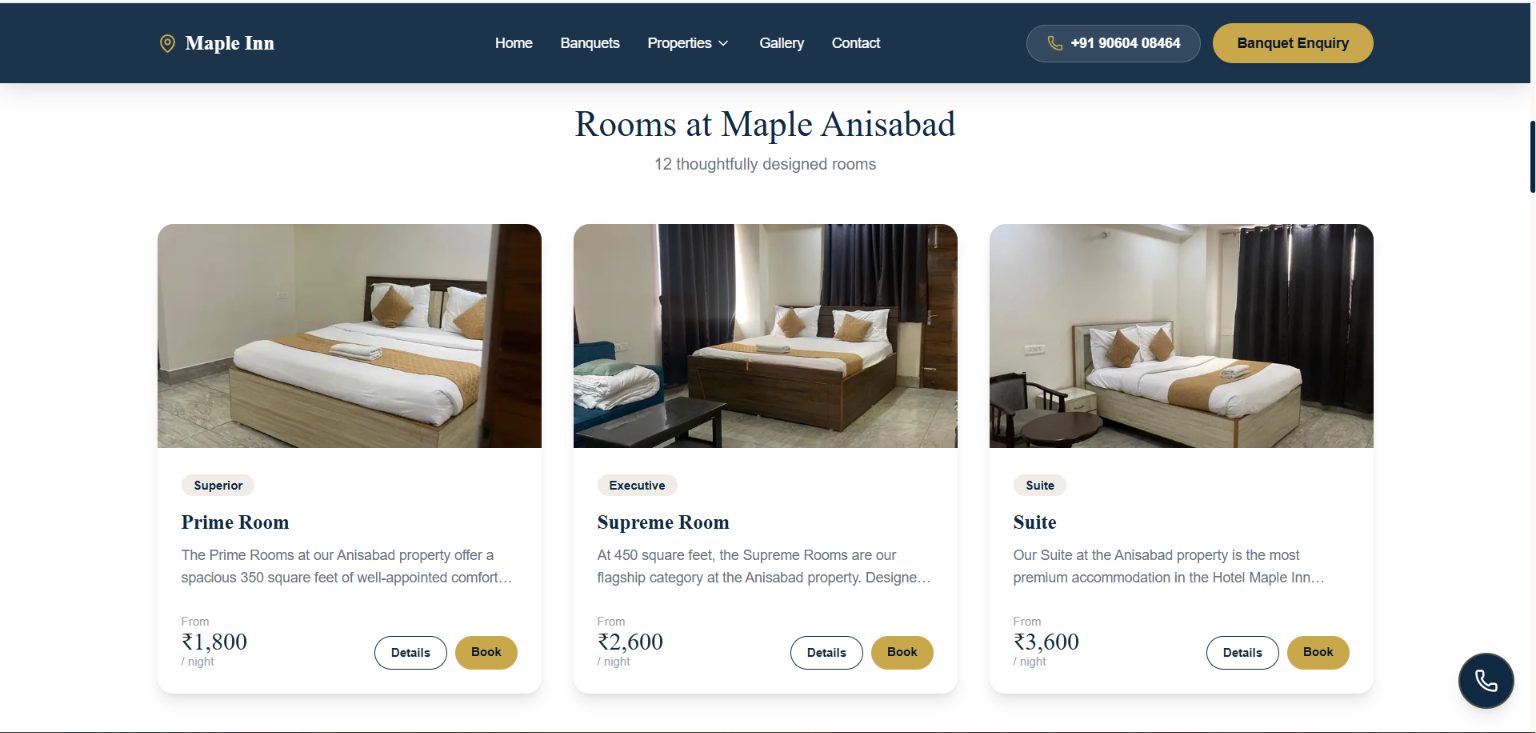 Maple Inn
Home
Banquets
Properties
Gallery
Contact
+91 90604 08464
Banquet Enquiry
Rooms at Maple Anisabad
12 thoughtfully designed rooms
Superior
Prime Room
The Prime Rooms at our Anisabad property offer a
spacious 350 square feet of well-appointed comfort…
From
₹1,800
/ night
Details
Book
Executive
Supreme Room
At 450 square feet, the Supreme Rooms are our
flagship category at the Anisabad property. Designe…
From
₹2,600
/ night
Details
Book
Suite
Suite
Our Suite at the Anisabad property is the most
premium accommodation in the Hotel Maple Inn…
From
₹3,600
/ night
Details
Book